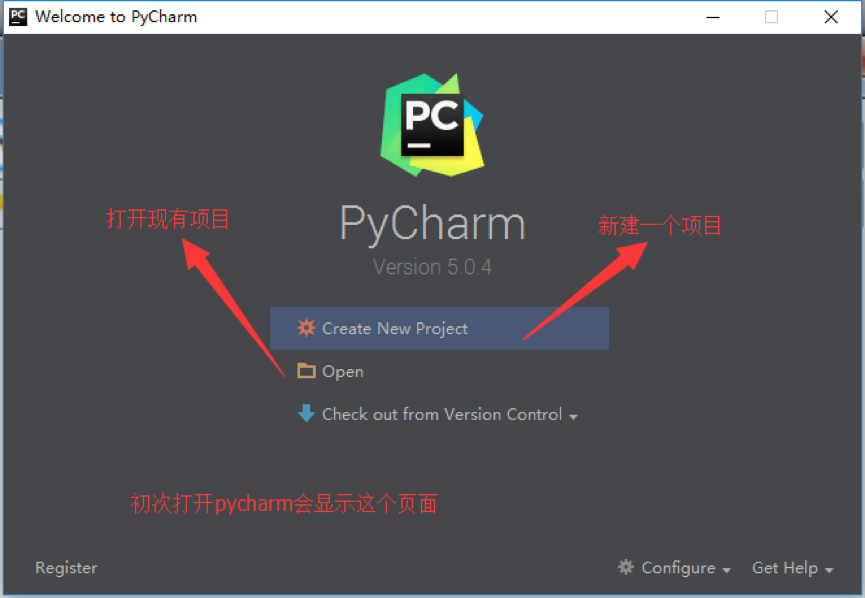 PC Welcome to PyCharm
PC
打开现有项目
PyCharm
新建一个项目
Version 5.0.4
Create New Project
Open
Check out from Version Control
初次打开pycharm会显示这个页面
Register
Configure
Get Help